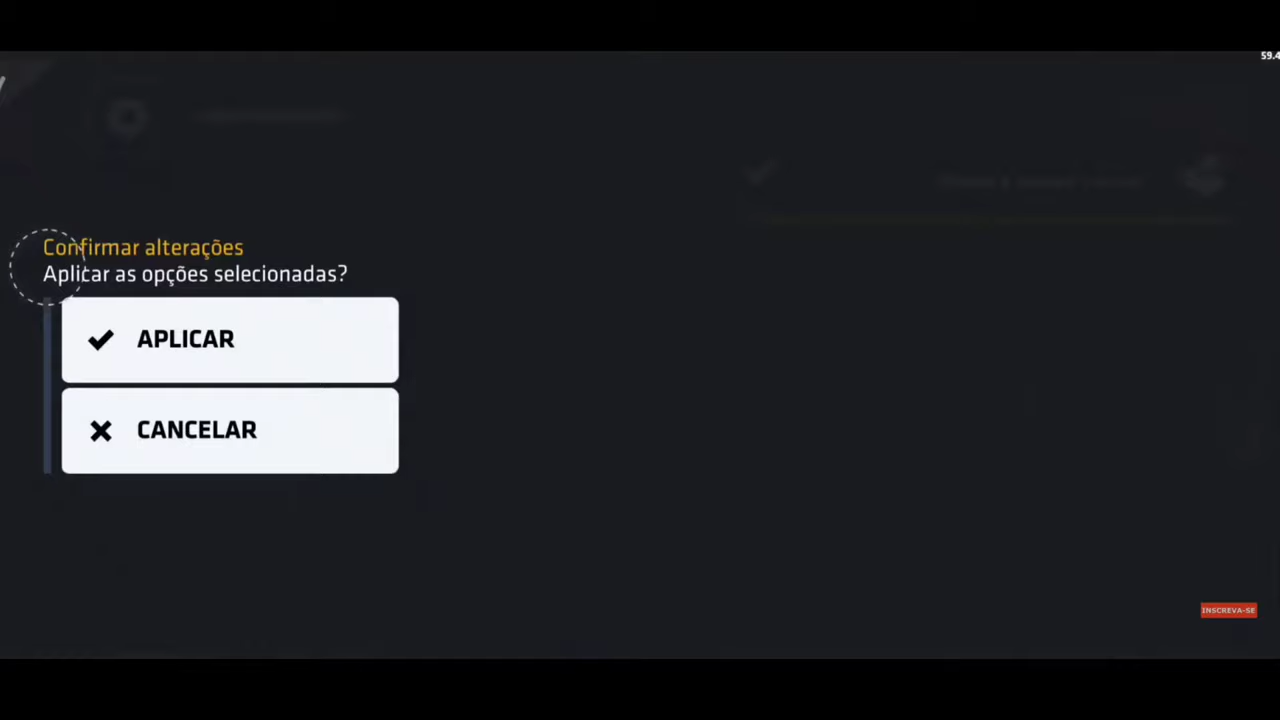 59.4
Confirmar alterações
Aplicar as opções selecionadas?
APLICAR
CANCELAR
INSCREVA-SE